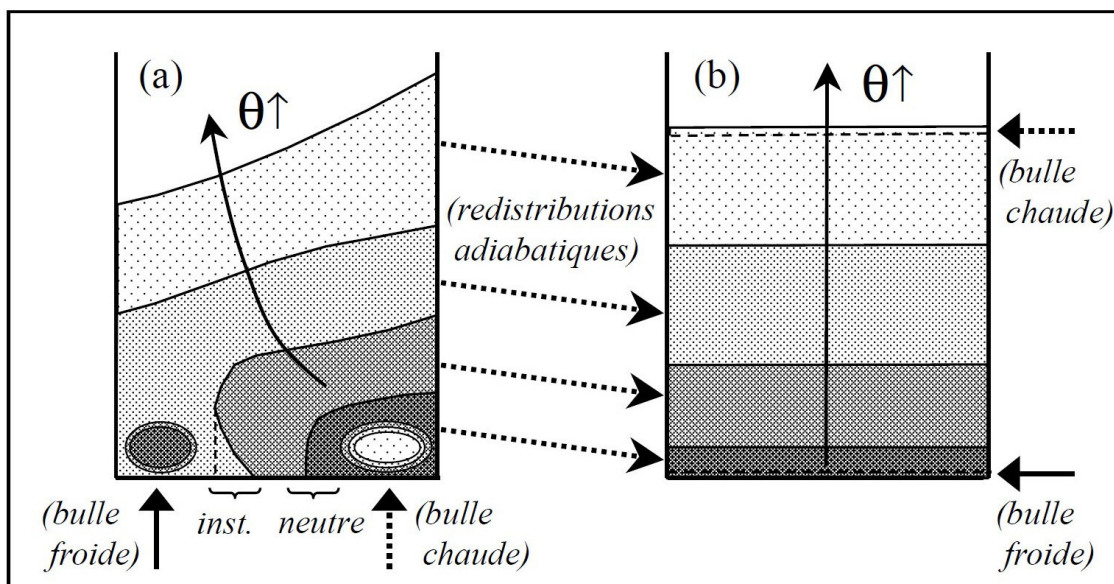 (a)
θ↑
(b)
θ↑
(redistributions
adiabatiques)
(bulle
chaude)
(bulle
froide)
inst.
neutre
(bulle
chaude)
(bulle
froide)